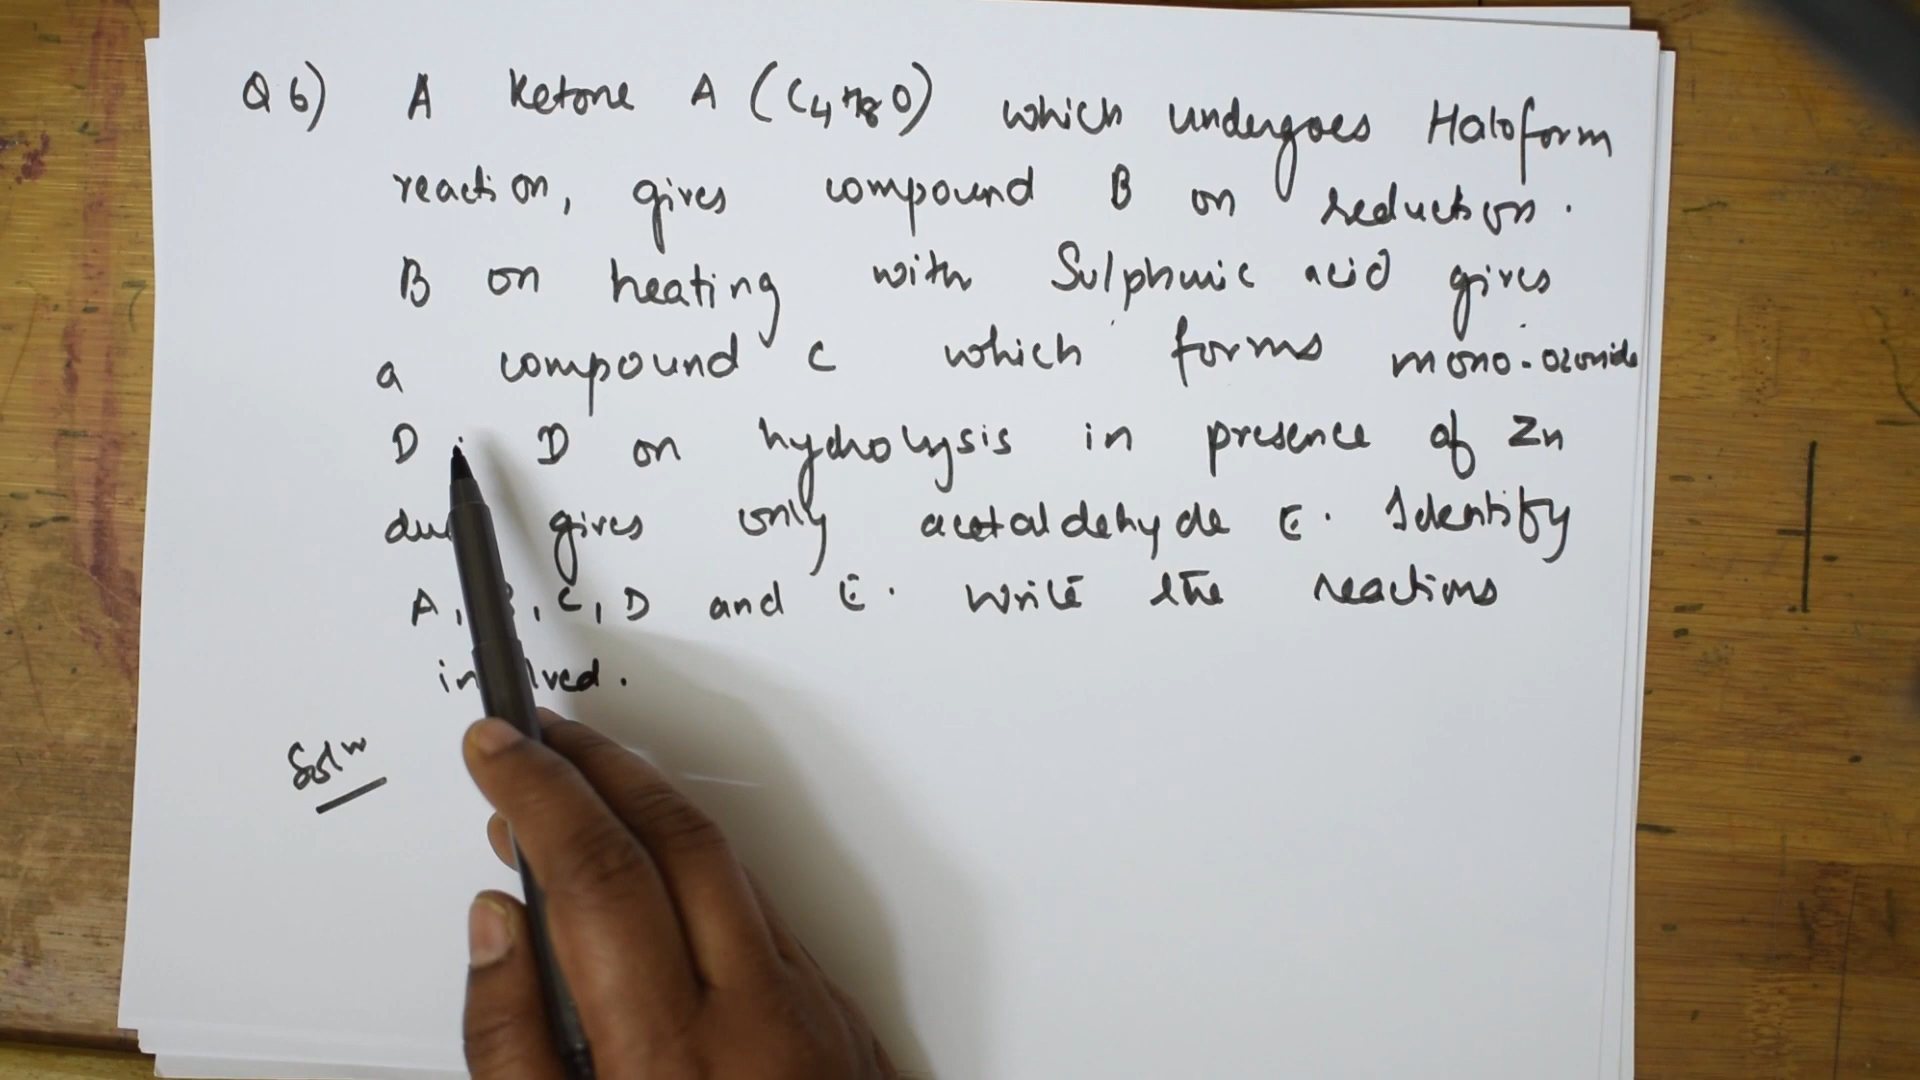 Q6) A Ketone A (C4H8O) which undergoes Haloform
reaction, gives compound B on reduction.
B on heating with Sulphuric acid gives
a compound C which forms mono-ozonide
D. D on hydrolysis in presence of Zn
gives only acetaldehyde E. Identify
A, B, C, D and E. write the reactions
Soln